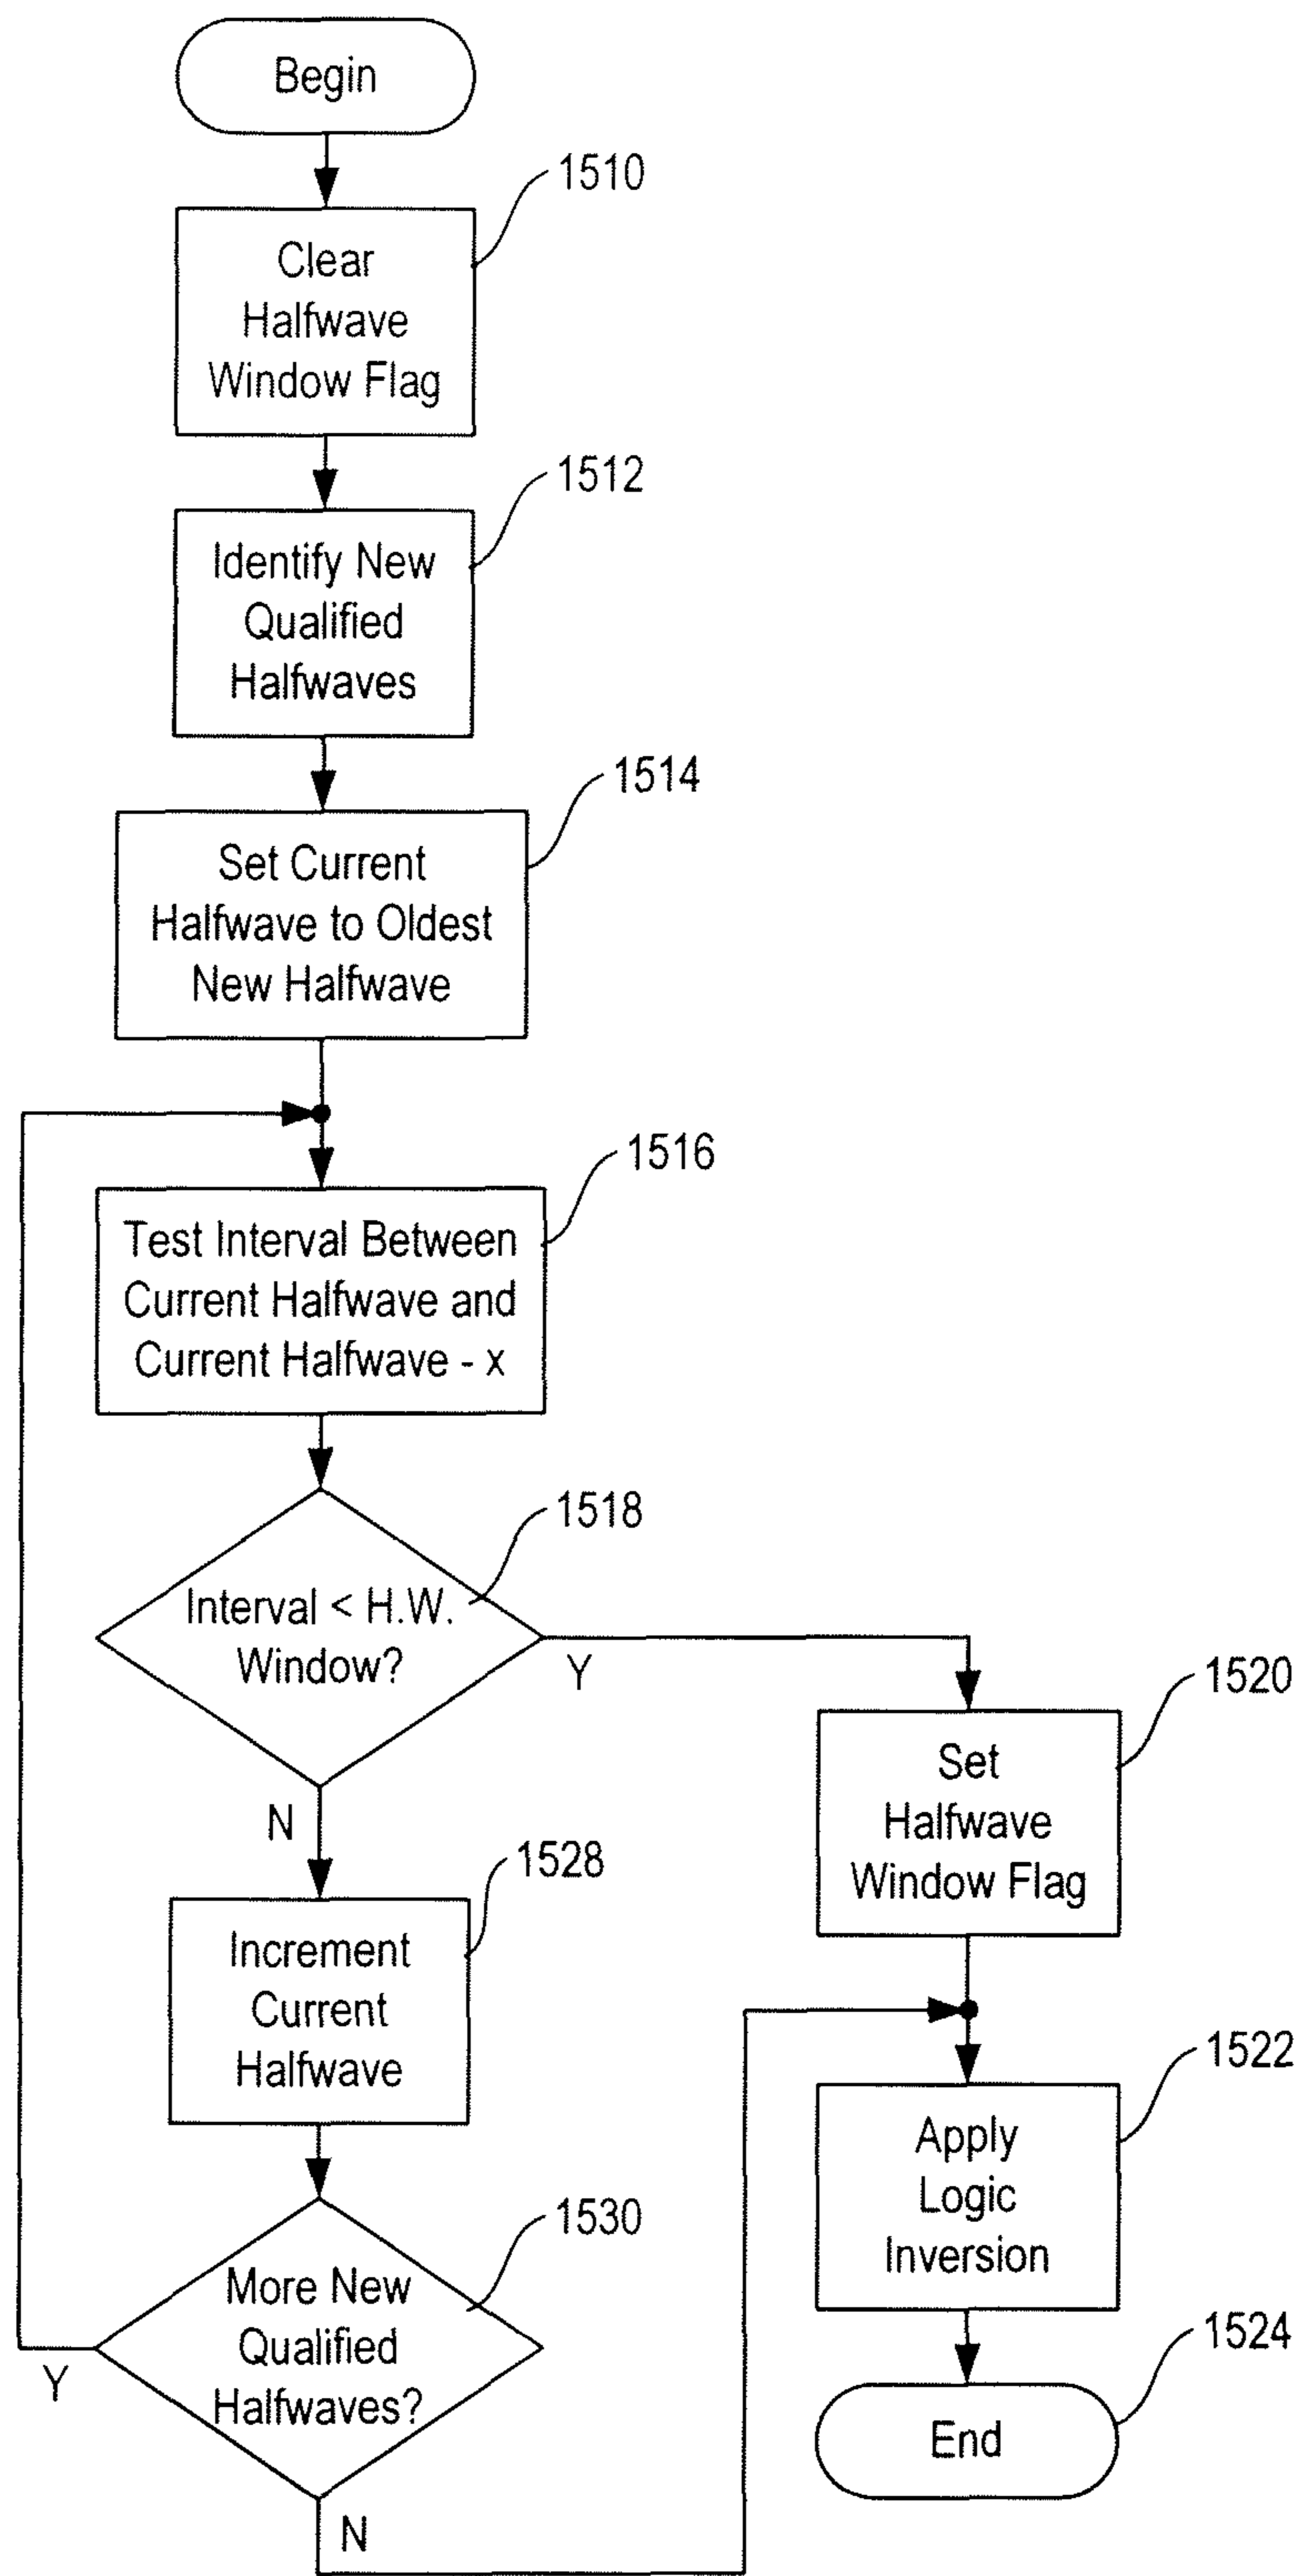 Begin
1510
Clear
Halfwave
Window Flag
1512
Identify New
Qualified
Halfwaves
1514
Set Current
Halfwave to Oldest
New Halfwave
1516
Test Interval Between
Current Halfwave and
Current Halfwave - x
1518
Interval < H.W.
Window?
Y
N
1520
Set
Halfwave
Window Flag
1528
Increment
Current
Halfwave
1522
Apply
Logic
Inversion
1530
More New
Qualified
Halfwaves?
Y
N
1524
End